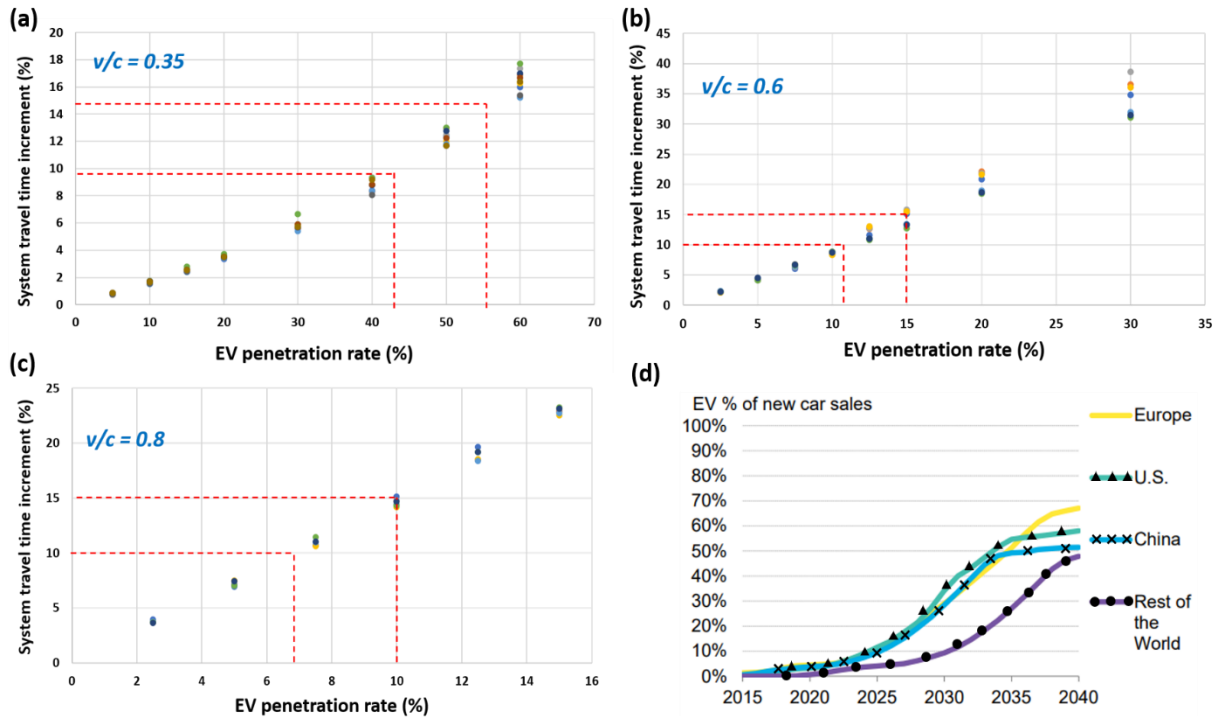 (a)
v/c = 0.35
System travel time increment (%)
20
18
16
14
12
10
8
6
4
2
0
0 10 20 30 40 50 60 70
EV penetration rate (%)
(b)
v/c = 0.6
System travel time increment (%)
45
40
35
30
25
20
15
10
5
0
0 5 10 15 20 25 30 35
EV penetration rate (%)
(c)
v/c = 0.8
System travel time increment (%)
25
20
15
10
5
0
0 2 4 6 8 10 12 14 16
EV penetration rate (%)
(d)
EV % of new car sales
100%
90%
80%
70%
60%
50%
40%
30%
20%
10%
0%
2015 2020 2025 2030 2035 2040
Europe
U.S.
China
Rest of
the
World